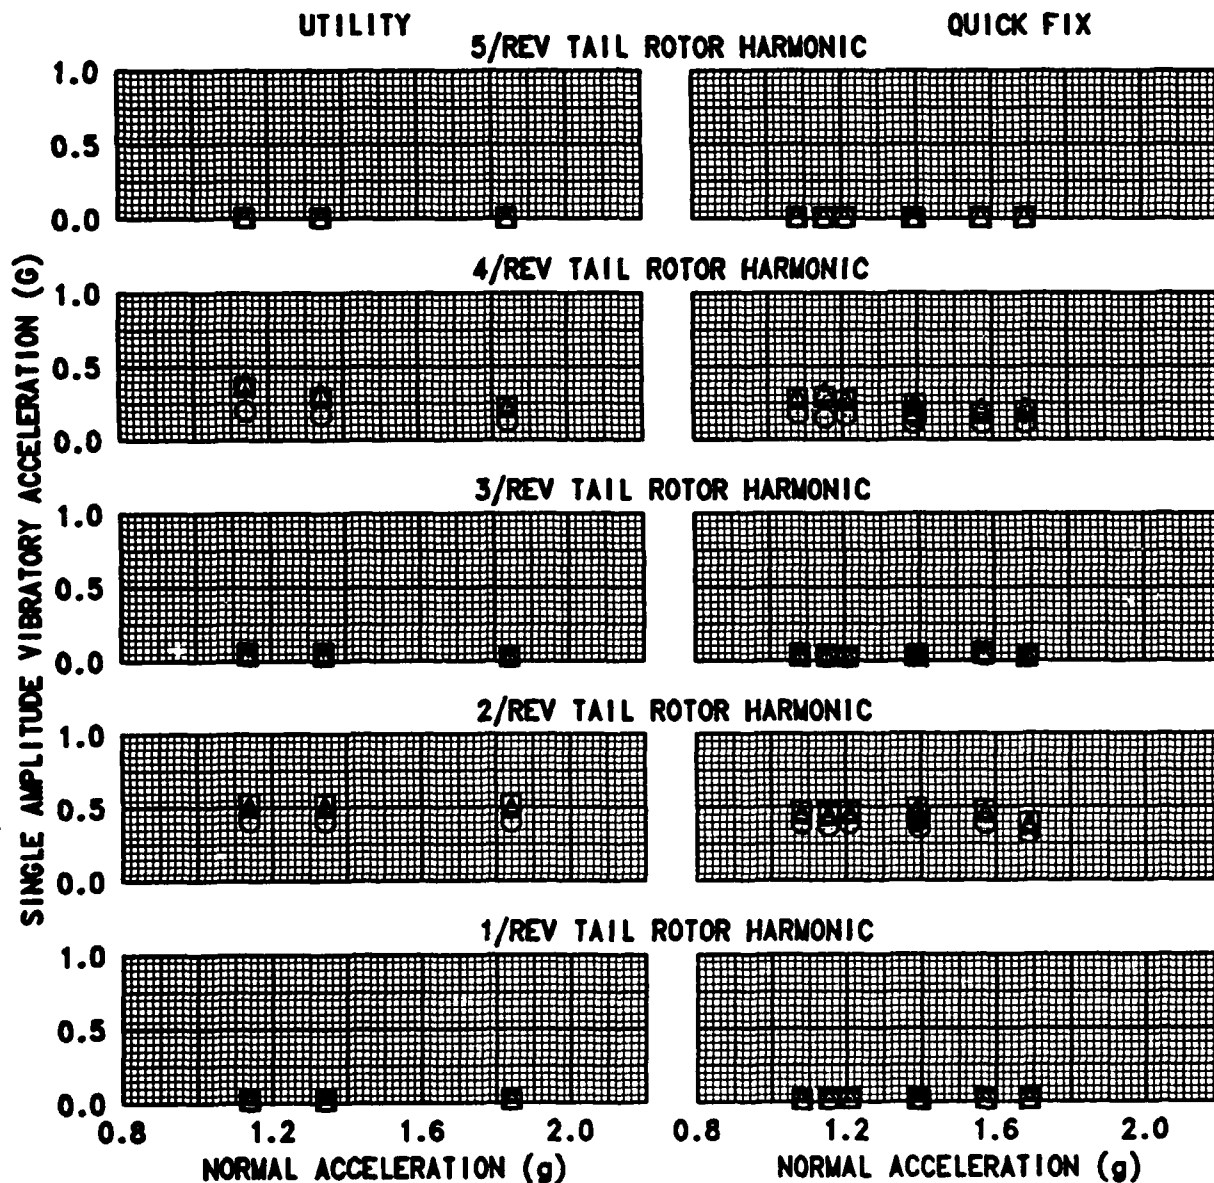 UTILITY QUICK FIX
5/REV TAIL ROTOR HARMONIC
1.0
0.5
0.0
4/REV TAIL ROTOR HARMONIC
1.0
0.5
0.0
3/REV TAIL ROTOR HARMONIC
1.0
0.5
0.0
2/REV TAIL ROTOR HARMONIC
1.0
0.5
0.0
1/REV TAIL ROTOR HARMONIC
1.0
0.5
0.0
SINGLE AMPLITUDE VIBRATORY ACCELERATION (G)
0.8 1.2 1.6 2.0 0.8 1.2 1.6 2.0
NORMAL ACCELERATION (g) NORMAL ACCELERATION (g)